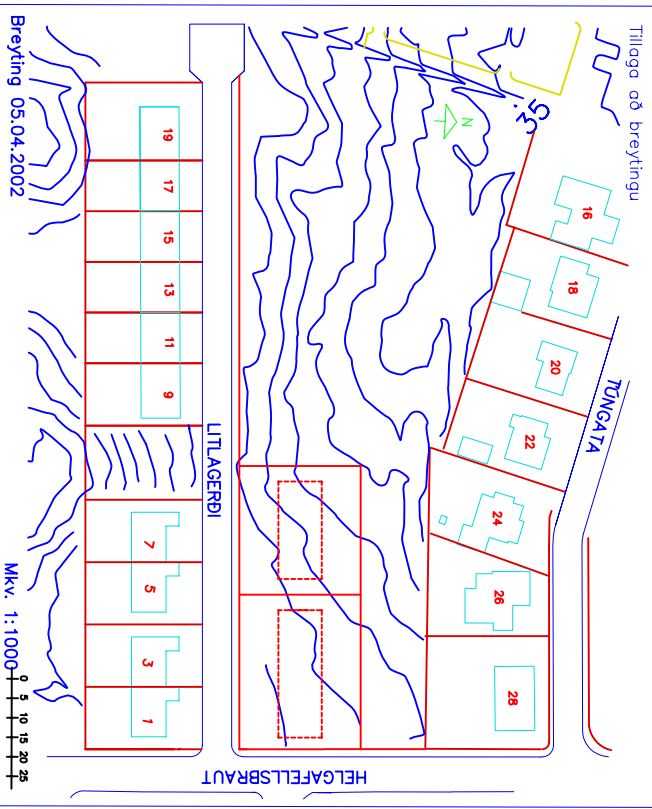 Tillaga að breytingu
35
N
TÚNGATA
16
18
20
22
24
26
28
LITLAGERÐI
19
17
15
13
11
9
7
5
3
1
HELGAFELLSBRAUT
Breyting 05.04.2002
Mkv. 1:1000
0 5 10 15 20 25